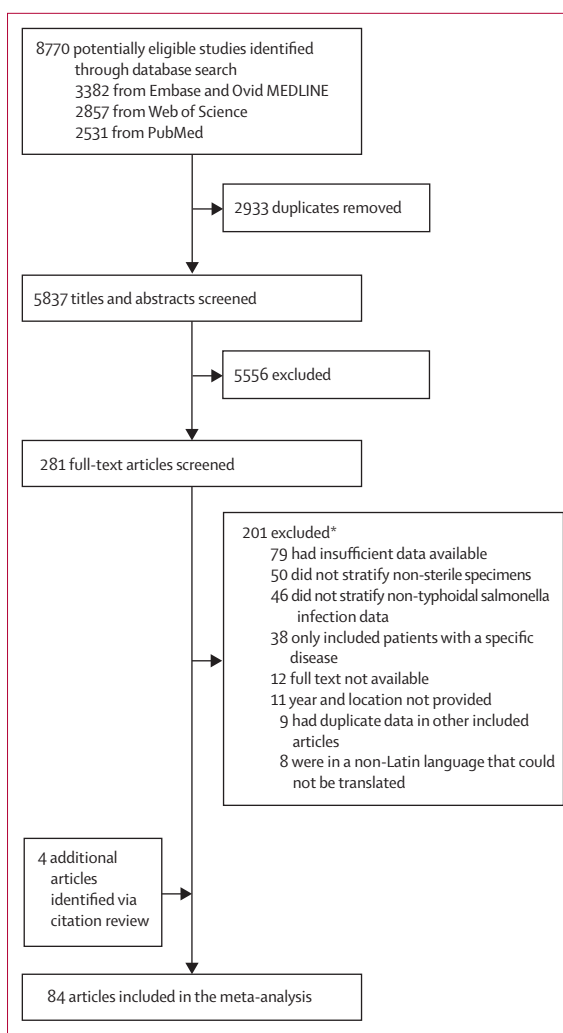 8770 potentially eligible studies identified
through database search
3382 from Embase and Ovid MEDLINE
2857 from Web of Science
2531 from PubMed
2933 duplicates removed
5837 titles and abstracts screened
5556 excluded
281 full-text articles screened
201 excluded*
79 had insufficient data available
50 did not stratify non-sterile specimens
46 did not stratify non-typhoidal salmonella
infection data
38 only included patients with a specific
disease
12 full text not available
11 year and location not provided
9 had duplicate data in other included
articles
8 were in a non-Latin language that could
not be translated
4 additional
articles
identified via
citation review
84 articles included in the meta-analysis